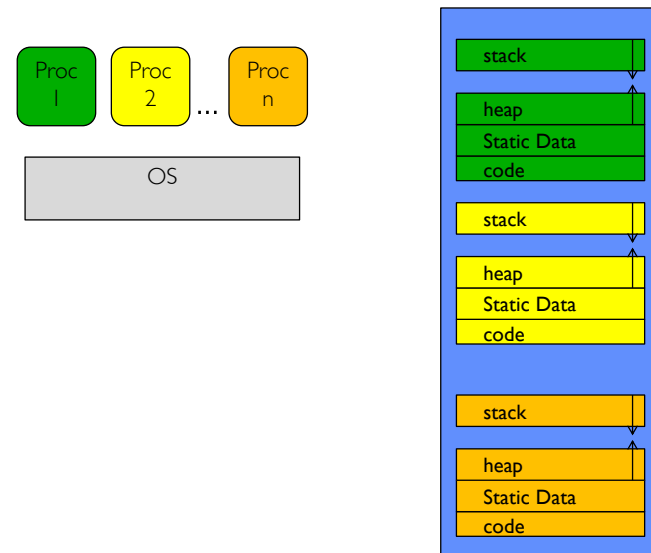 Proc
1
Proc
2
...
Proc
n
OS
stack
heap
Static Data
code
stack
heap
Static Data
code
stack
heap
Static Data
code